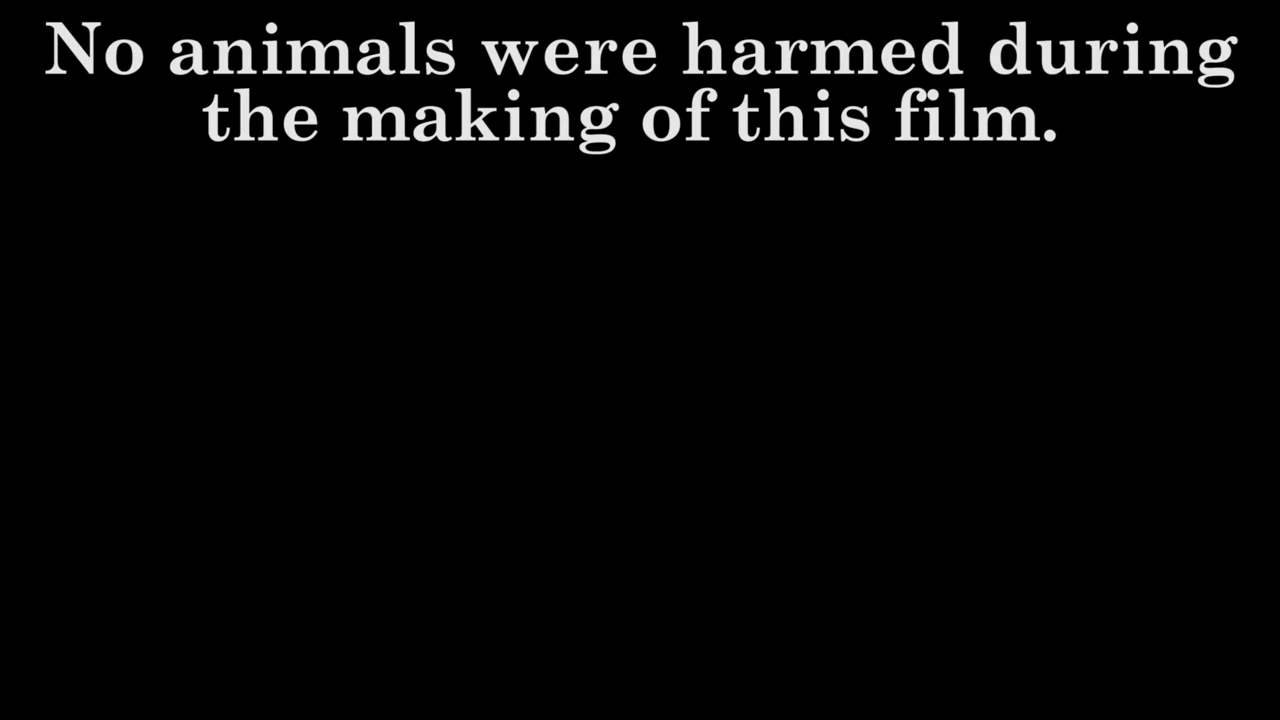 No animals were harmed during
the making of this film.